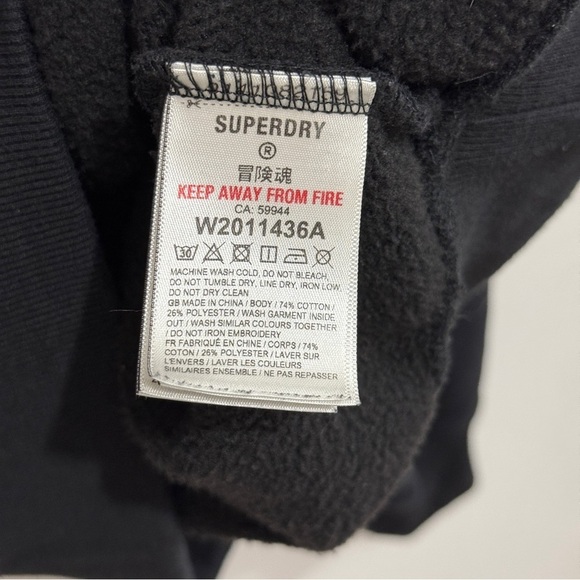 SUPERDRY
®
冒険魂
KEEP AWAY FROM FIRE
CA: 59944
W2011436A
30
MACHINE WASH COLD, DO NOT BLEACH,
DO NOT TUMBLE DRY, LINE DRY, IRON LOW,
DO NOT DRY CLEAN
GB MADE IN CHINA / BODY / 74% COTTON /
26% POLYESTER / WASH GARMENT INSIDE
OUT / WASH SIMILAR COLOURS TOGETHER
/ DO NOT IRON EMBROIDERY
FR FABRIQUÉ EN CHINE / CORPS / 74%
COTON / 26% POLYESTER / LAVER SUR
L'ENVERS / LAVER LES COULEURS
SIMILAIRES ENSEMBLE / NE PAS REPASSER